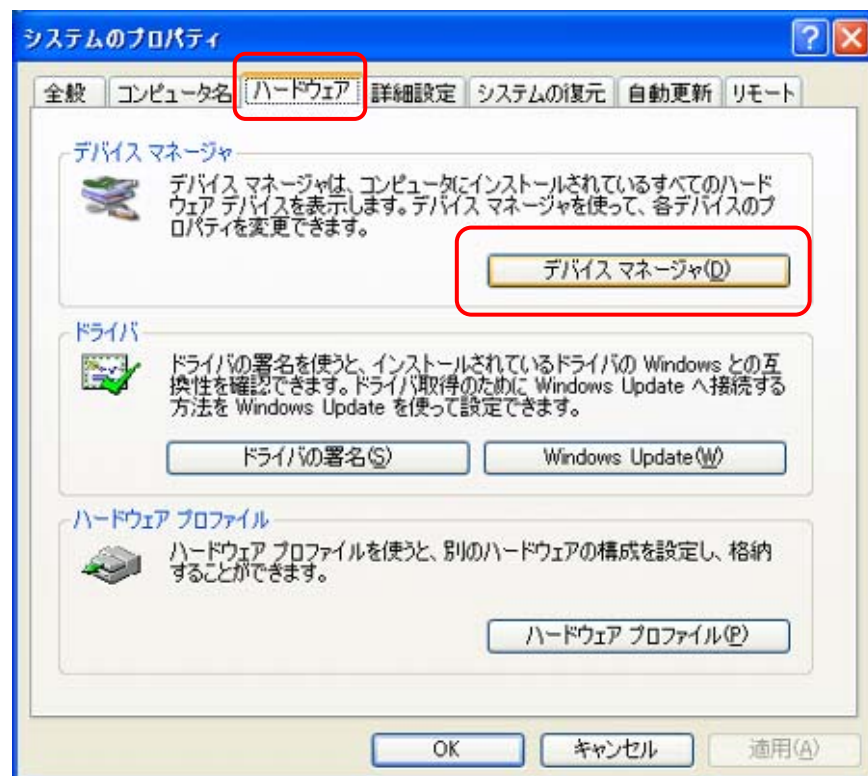 システムのプロパティ
全般 コンピュータ名 ハードウェア 詳細設定 システムの復元 自動更新 リモート
デバイス マネージャ
デバイス マネージャは、コンピュータにインストールされているすべてのハード
ウェア デバイスを表示します。デバイス マネージャを使って、各デバイスのプ
ロパティを変更できます。
デバイス マネージャ(D)
ドライバ
ドライバの署名を使うと、インストールされているドライバの Windows との互
換性を確認できます。ドライバ取得のために Windows Update へ接続する
方法を Windows Update を使って設定できます。
ドライバの署名(S) Windows Update(W)
ハードウェア プロファイル
ハードウェア プロファイルを使うと、別のハードウェアの構成を設定し、格納
することができます。
ハードウェア プロファイル(P)
OK キャンセル 適用(A)